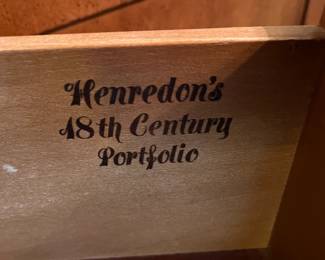 Henredon's
18th Century
Portfolio